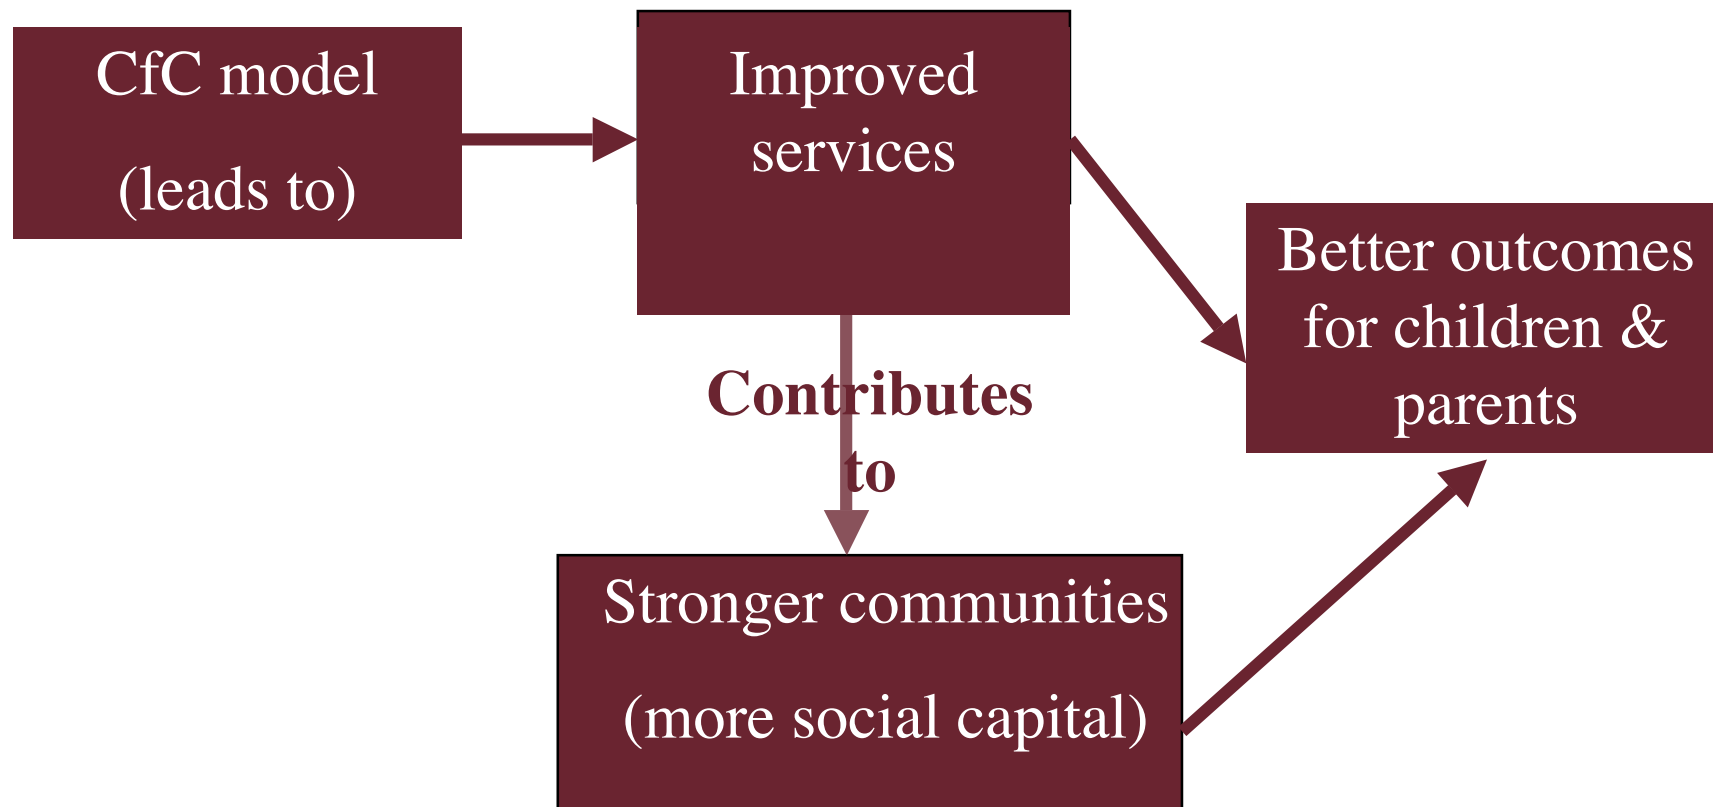 CfC model
(leads to)
Improved
services
Better outcomes
for children &
parents
Contributes
to
Stronger communities
(more social capital)